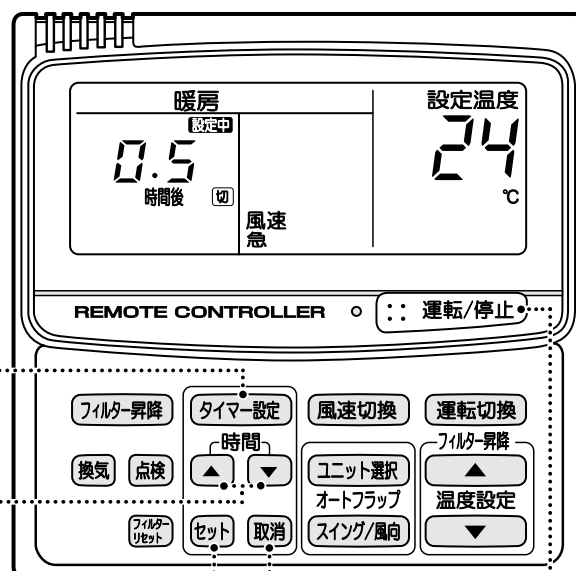 暖房
設定温度
設定中
0.5
24
時間後 切
℃
風速
急
REMOTE CONTROLLER
運転/停止
フィルター昇降
タイマー設定
風速切換
運転切換
時間
フィルター昇降
換気
点検
▲
▼
ユニット選択
▲
オートフラップ
温度設定
フィルター
リセット
セット
取消
スイング/風向
▼